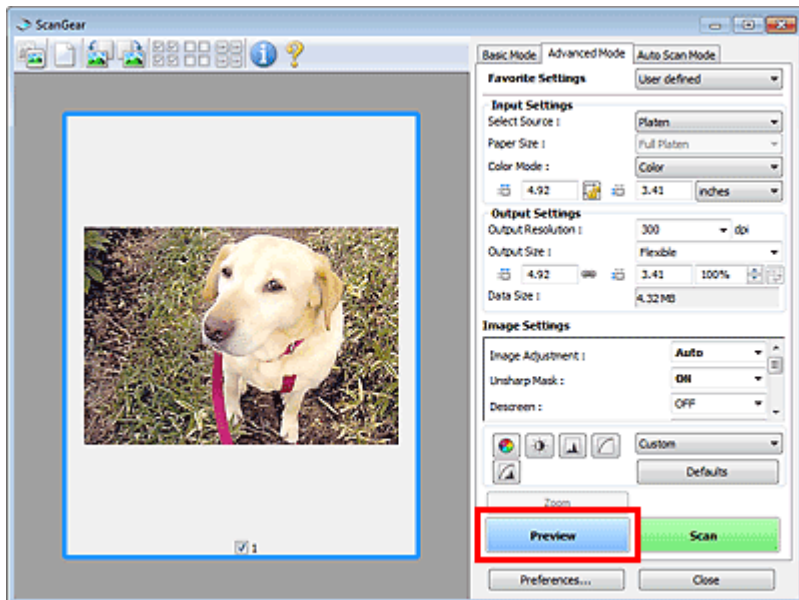 ScanGear
Basic Mode Advanced Mode Auto Scan Mode
Favorite Settings User defined
Input Settings
Select Source : Platen
Paper Size : Full Platen
Color Mode : Color
4.92 3.41 inches
Output Settings
Output Resolution : 300 dpi
Output Size : Flexible
4.92 3.41 100%
Data Size : 4.32 MB
Image Settings
Image Adjustment : Auto
Unsharp Mask : ON
Descreen : OFF
Custom
Defaults
Zoom
Preview Scan
Preferences... Close
1